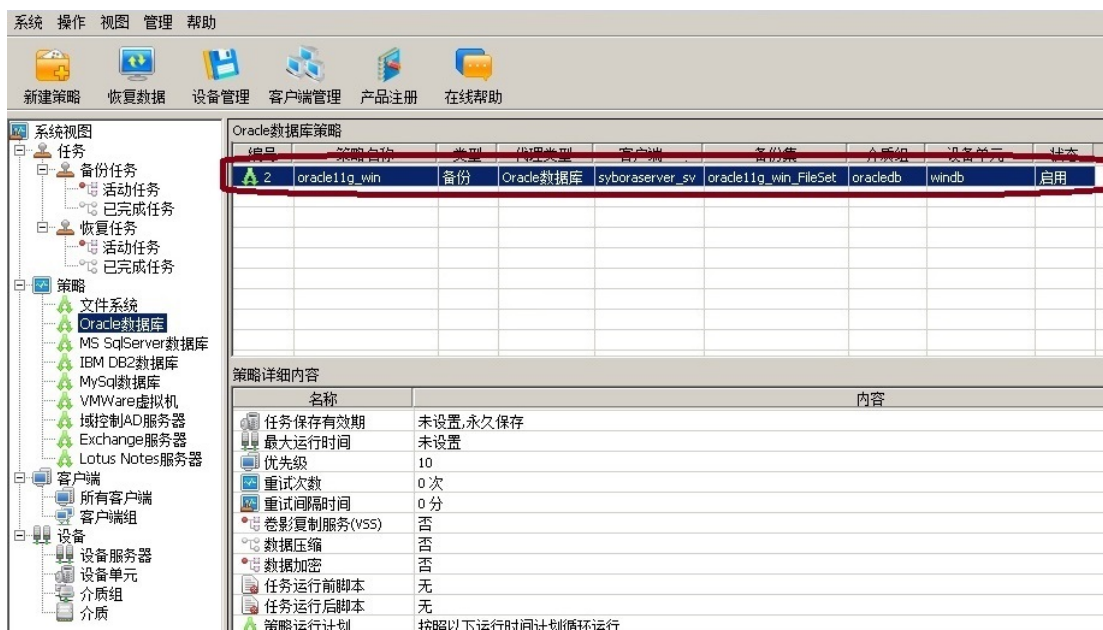 系统 操作 视图 管理 帮助
新建策略 恢复数据 设备管理 客户端管理 产品注册 在线帮助
系统视图
任务
备份任务
活动任务
已完成任务
恢复任务
活动任务
已完成任务
策略
文件系统
Oracle数据库
MS SqlServer数据库
IBM DB2数据库
MySql数据库
VMWare虚拟机
域控制AD服务器
Exchange服务器
Lotus Notes服务器
客户端
所有客户端
客户端组
设备
设备服务器
设备单元
介质组
介质
Oracle数据库策略
编号 策略名称 类型 代理类型 客户端 备份集 介质组 设备单元 状态
2 oracle11g_win 备份 Oracle数据库 syboraserver_sv oracle11g_win_FileSet oracledb windb 启用
策略详细内容
名称 内容
任务保存有效期 未设置,永久保存
最大运行时间 未设置
优先级 10
重试次数 0次
重试间隔时间 0分
卷影复制服务(VSS) 否
数据压缩 否
数据加密 否
任务运行前脚本 无
任务运行后脚本 无
策略运行计划 按照以下运行时间计划循环运行